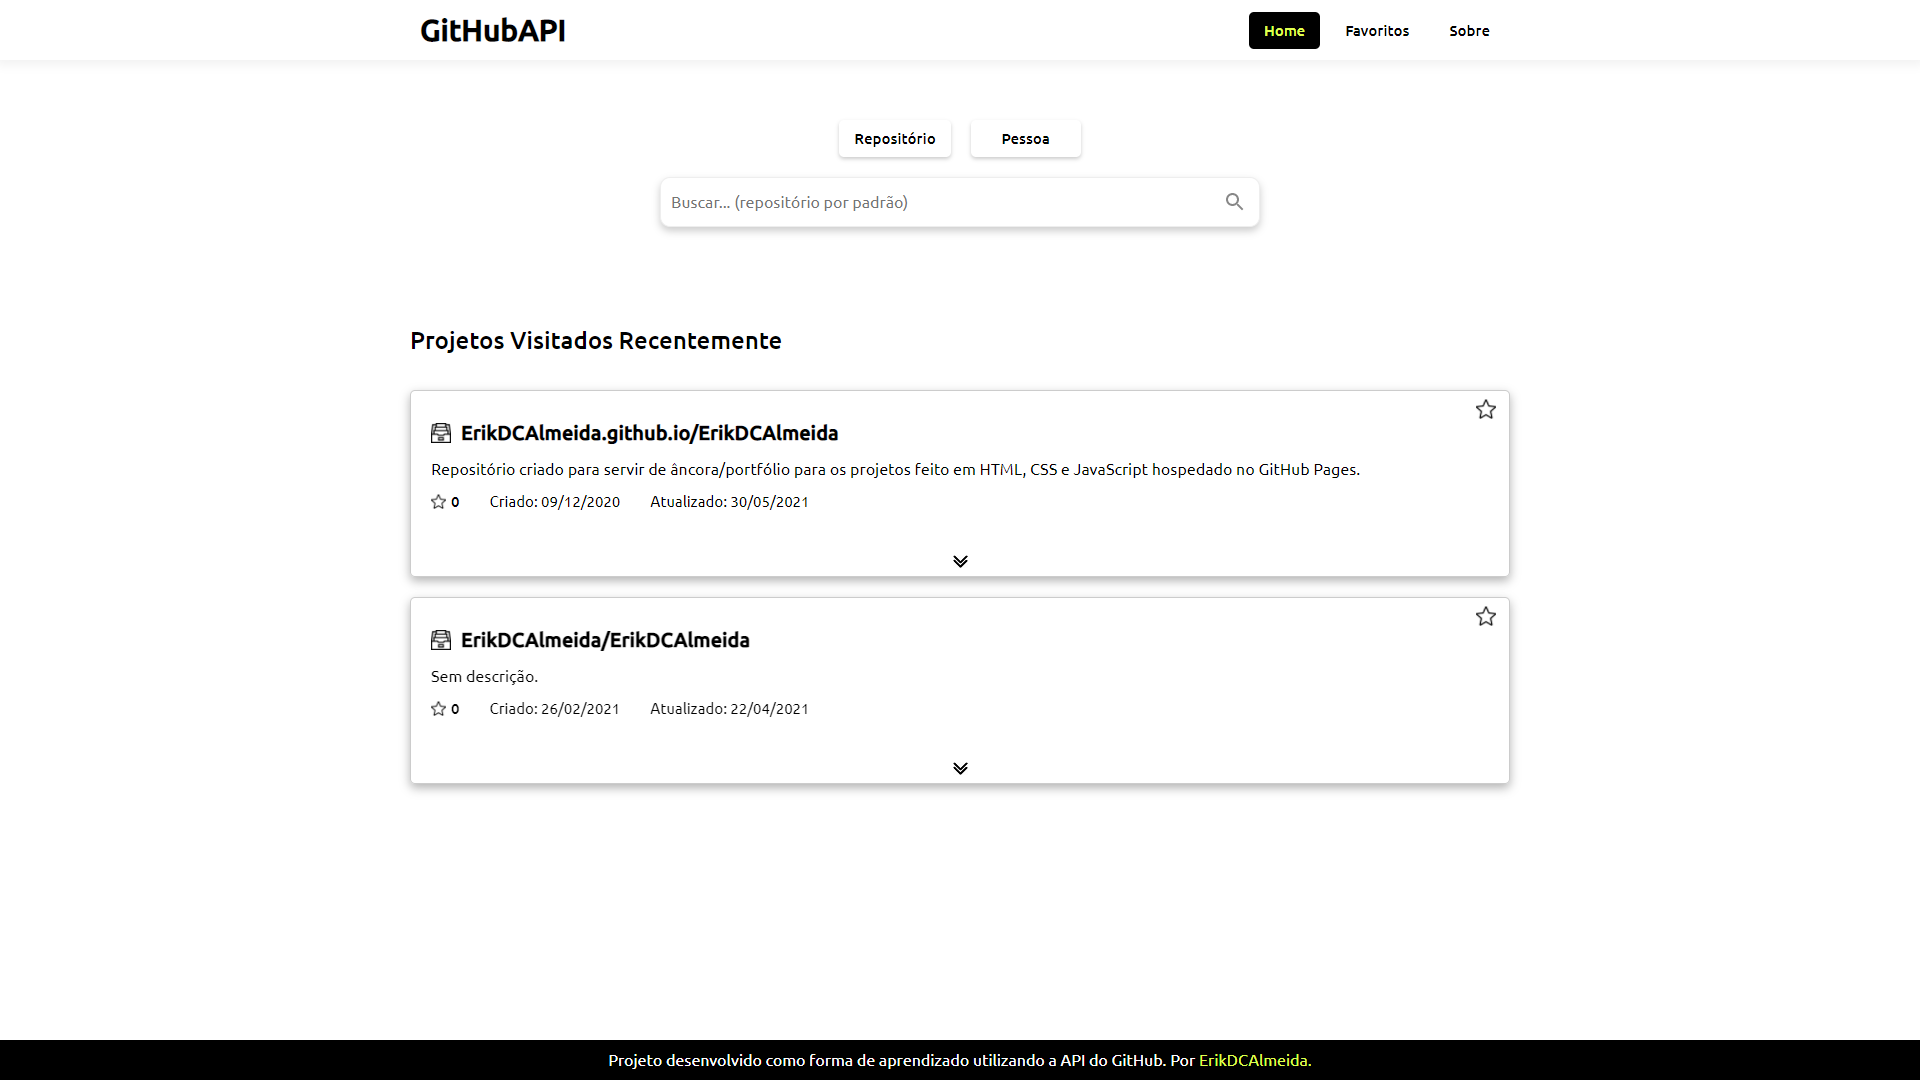 GitHubAPI
Home
Favoritos
Sobre
Repositório
Pessoa
Buscar... (repositório por padrão)
Projetos Visitados Recentemente
ErikDCAlmeida.github.io/ErikDCAlmeida
Repositório criado para servir de âncora/portfólio para os projetos feito em HTML, CSS e JavaScript hospedado no GitHub Pages.
0 Criado: 09/12/2020 Atualizado: 30/05/2021
ErikDCAlmeida/ErikDCAlmeida
Sem descrição.
0 Criado: 26/02/2021 Atualizado: 22/04/2021
Projeto desenvolvido como forma de aprendizado utilizando a API do GitHub. Por ErikDCAlmeida.